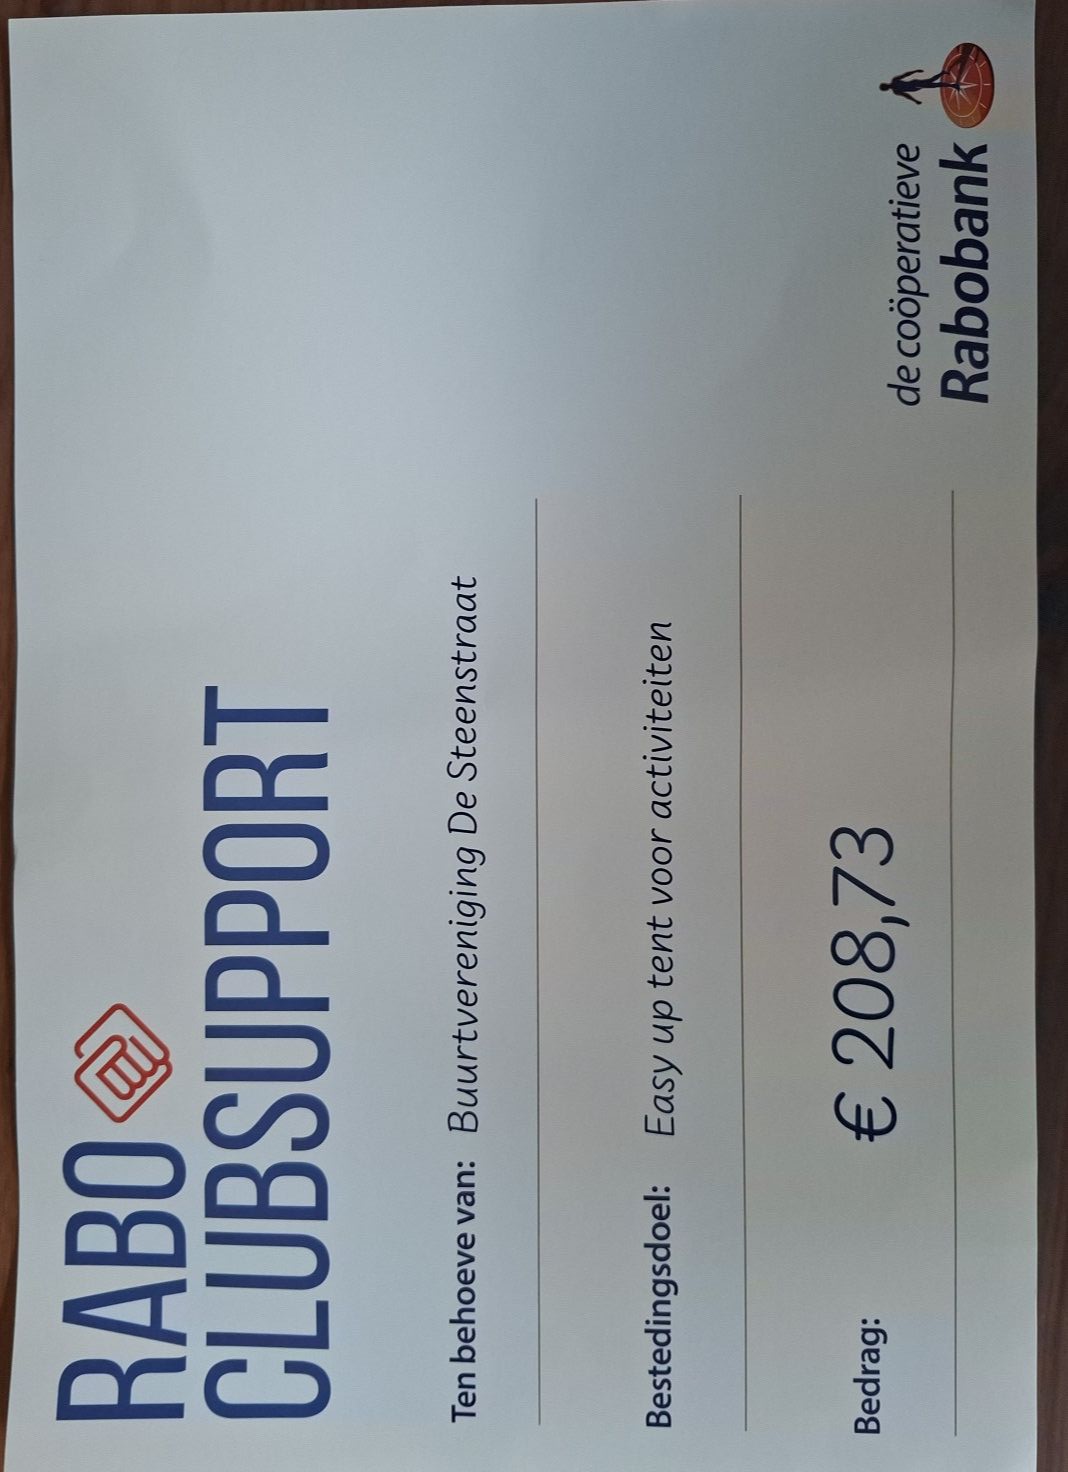 RABO
CLUBSUPPORT
Ten behoeve van: Buurtvereniging De Steenstraat
Bestedingsdoel: Easy up tent voor activiteiten
Bedrag: € 208,73
de coöperatieve
Rabobank